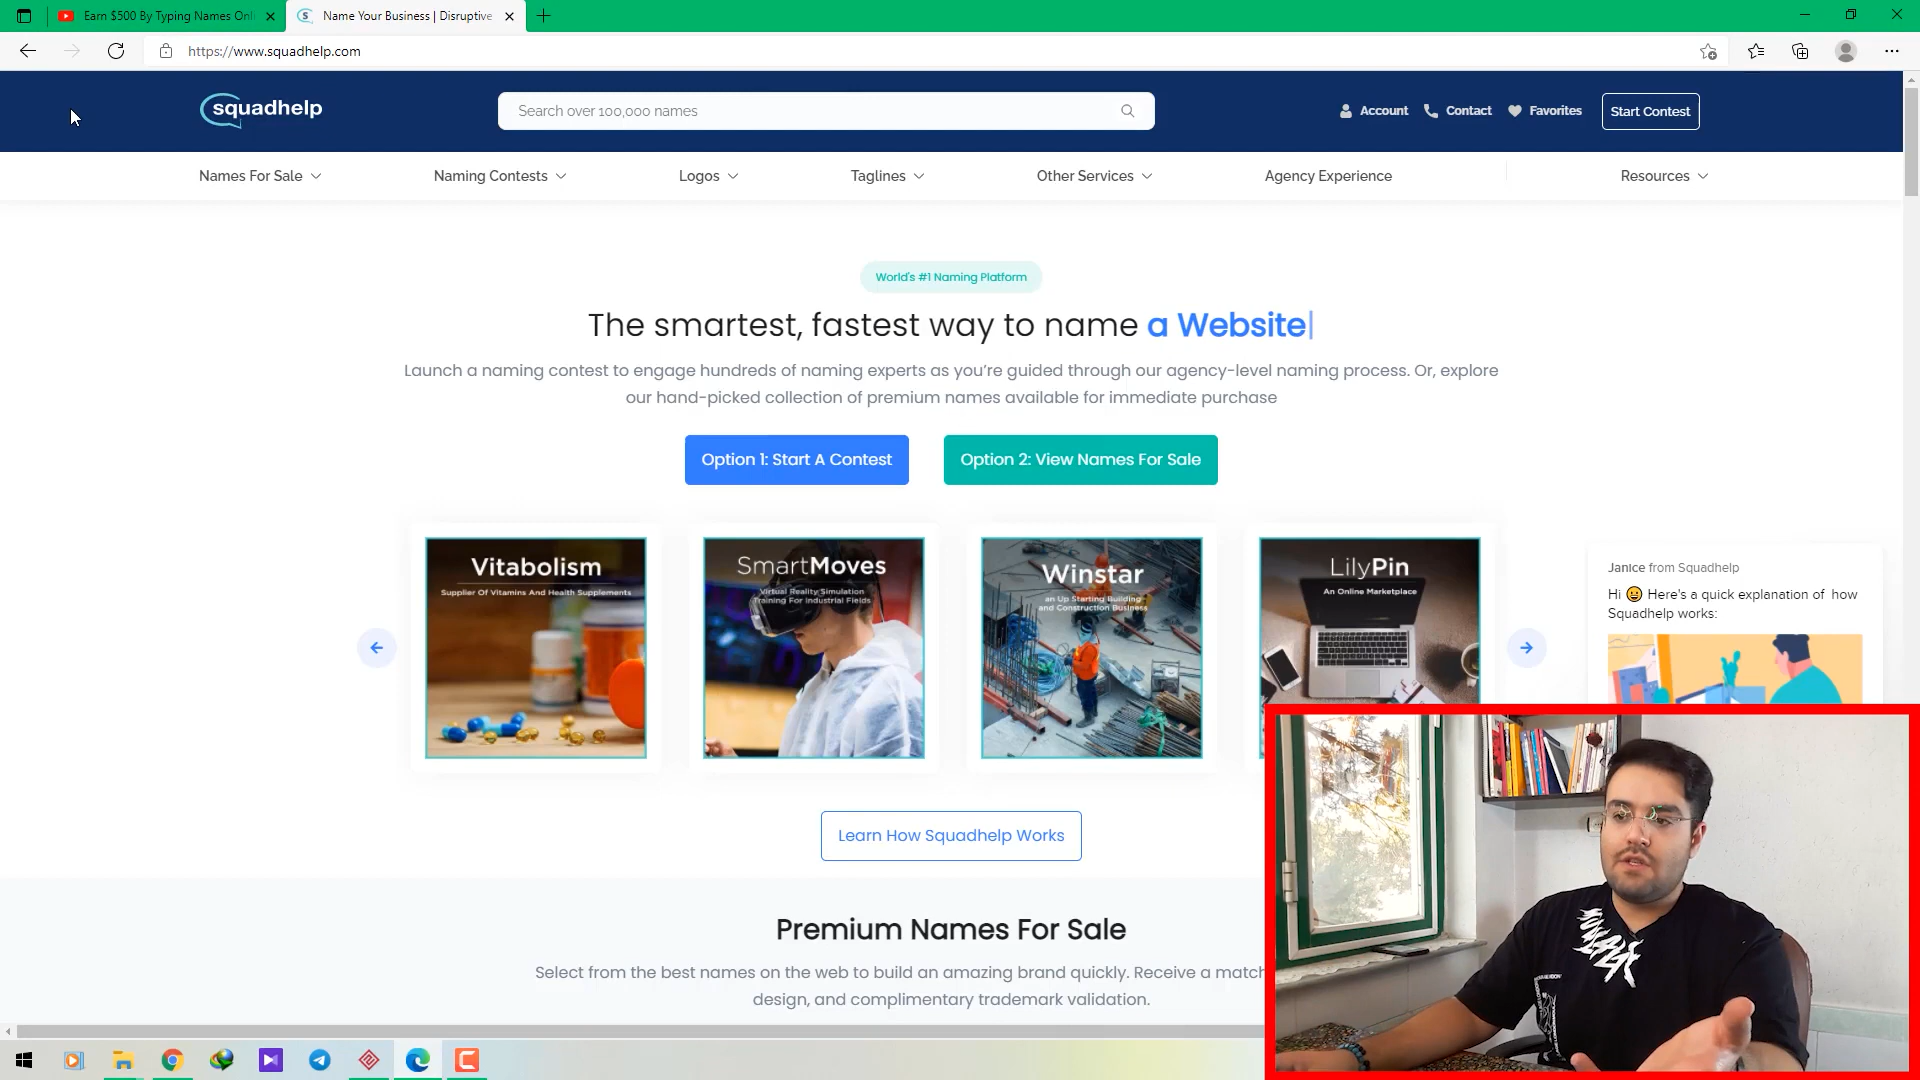 Earn $500 By Typing Names Onl
Name Your Business | Disruptive
https://www.squadhelp.com
squadhelp
Search over 100,000 names
Account
Contact
Favorites
Start Contest
Names For Sale
Naming Contests
Logos
Taglines
Other Services
Agency Experience
Resources
World's #1 Naming Platform
The smartest, fastest way to name a Website
Launch a naming contest to engage hundreds of naming experts as you're guided through our agency-level naming process. Or, explore
our hand-picked collection of premium names available for immediate purchase
Option 1: Start A Contest
Option 2: View Names For Sale
Vitabolism
Supplier Of Vitamins And Health Supplements
SmartMoves
Virtual Reality Simulation
Training For Industrial Fields
Winstar
an Up Starting Building
and Construction Business
LilyPin
An Online Marketplace
Janice from Squadhelp
Hi 😀 Here's a quick explanation of how
Squadhelp works:
Learn How Squadhelp Works
Premium Names For Sale
Select from the best names on the web to build an amazing brand quickly. Receive a match
design, and complimentary trademark validation.